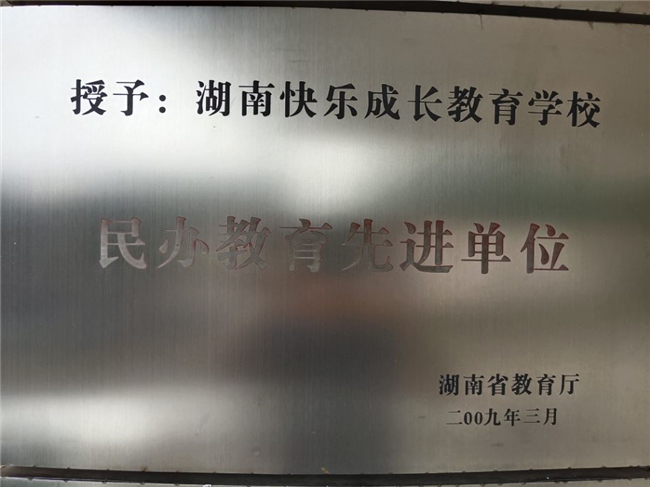 授予：湖南快乐成长教育学校
民办教育先进单位
湖南省教育厅
二00九年三月